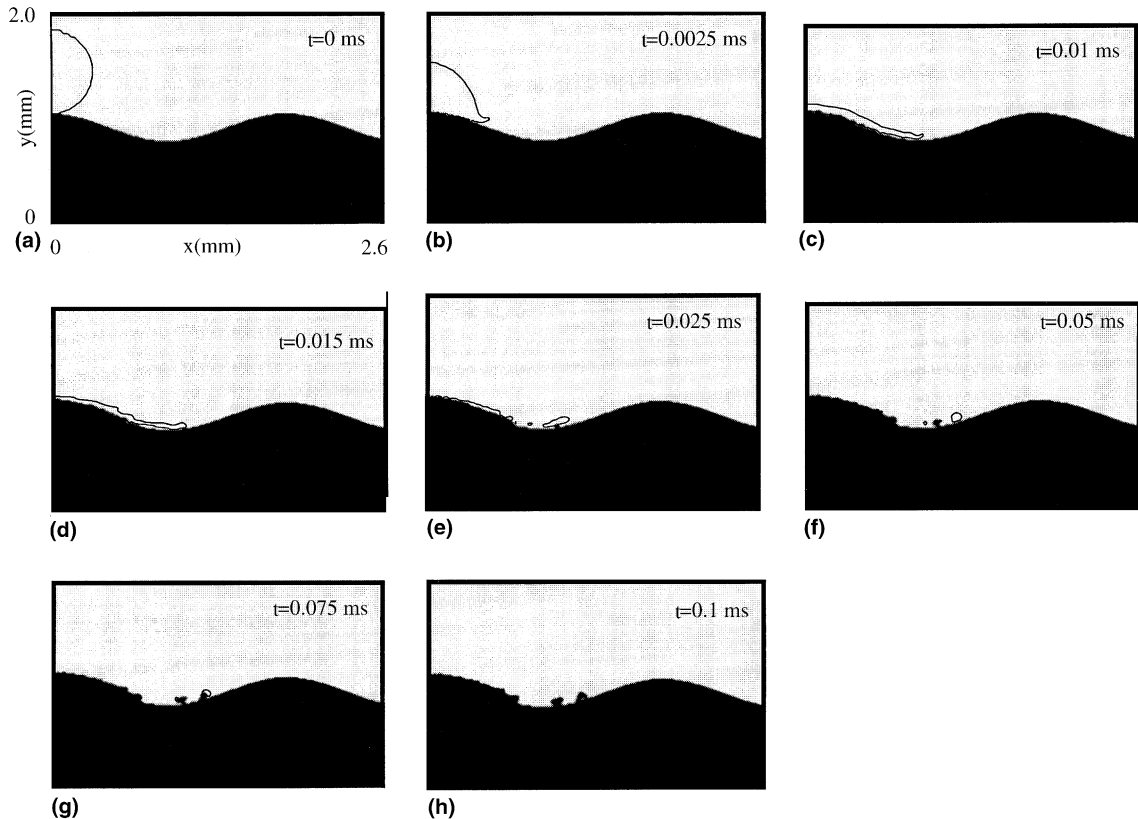 2.0
y(mm)
0
t=0 ms
(a)
0
x(mm)
2.6
t=0.0025 ms
(b)
t=0.01 ms
(c)
t=0.015 ms
(d)
t=0.025 ms
(e)
t=0.05 ms
(f)
t=0.075 ms
(g)
t=0.1 ms
(h)